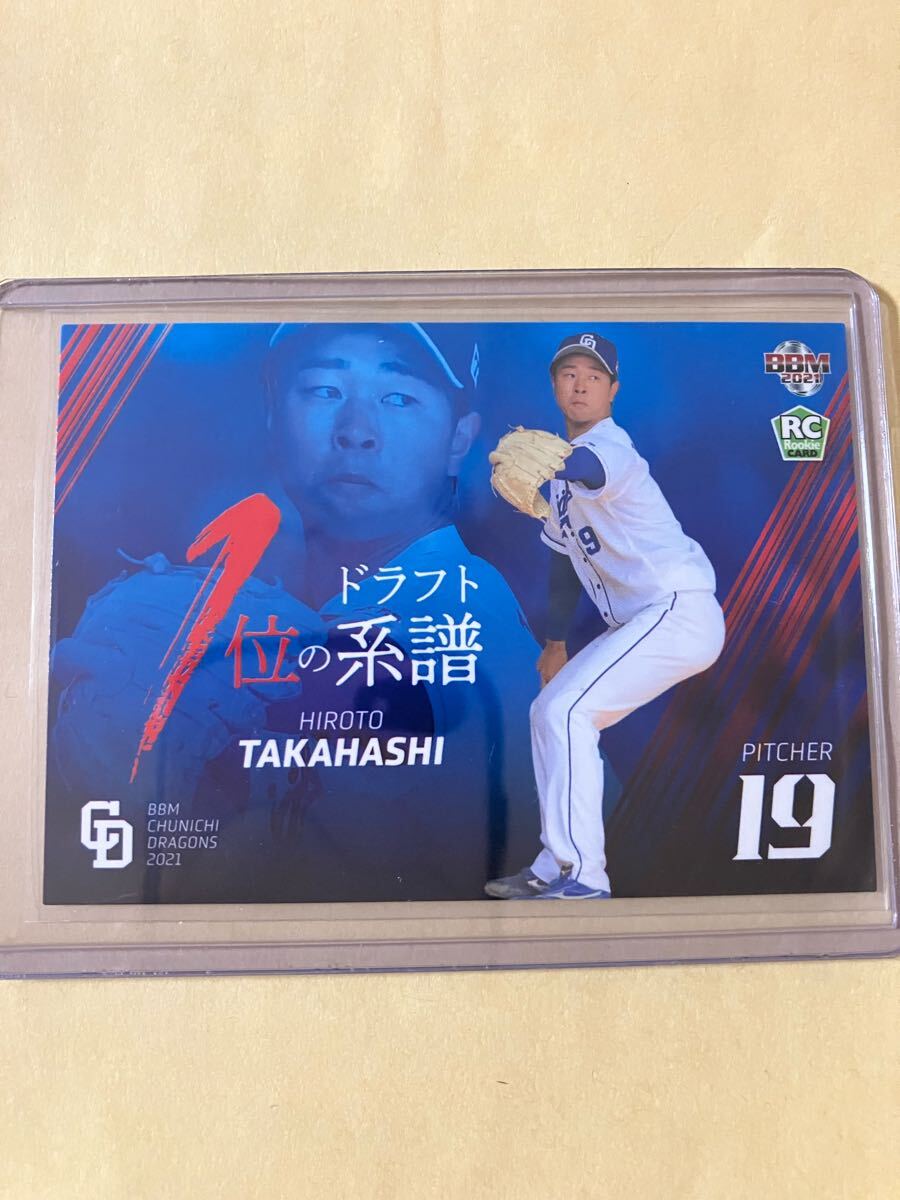 BBM
2021
RC
Rookie
CARD
ドラフト
1位の系譜
HIROTO
TAKAHASHI
PITCHER
19
CD
BBM
CHUNICHI
DRAGONS
2021